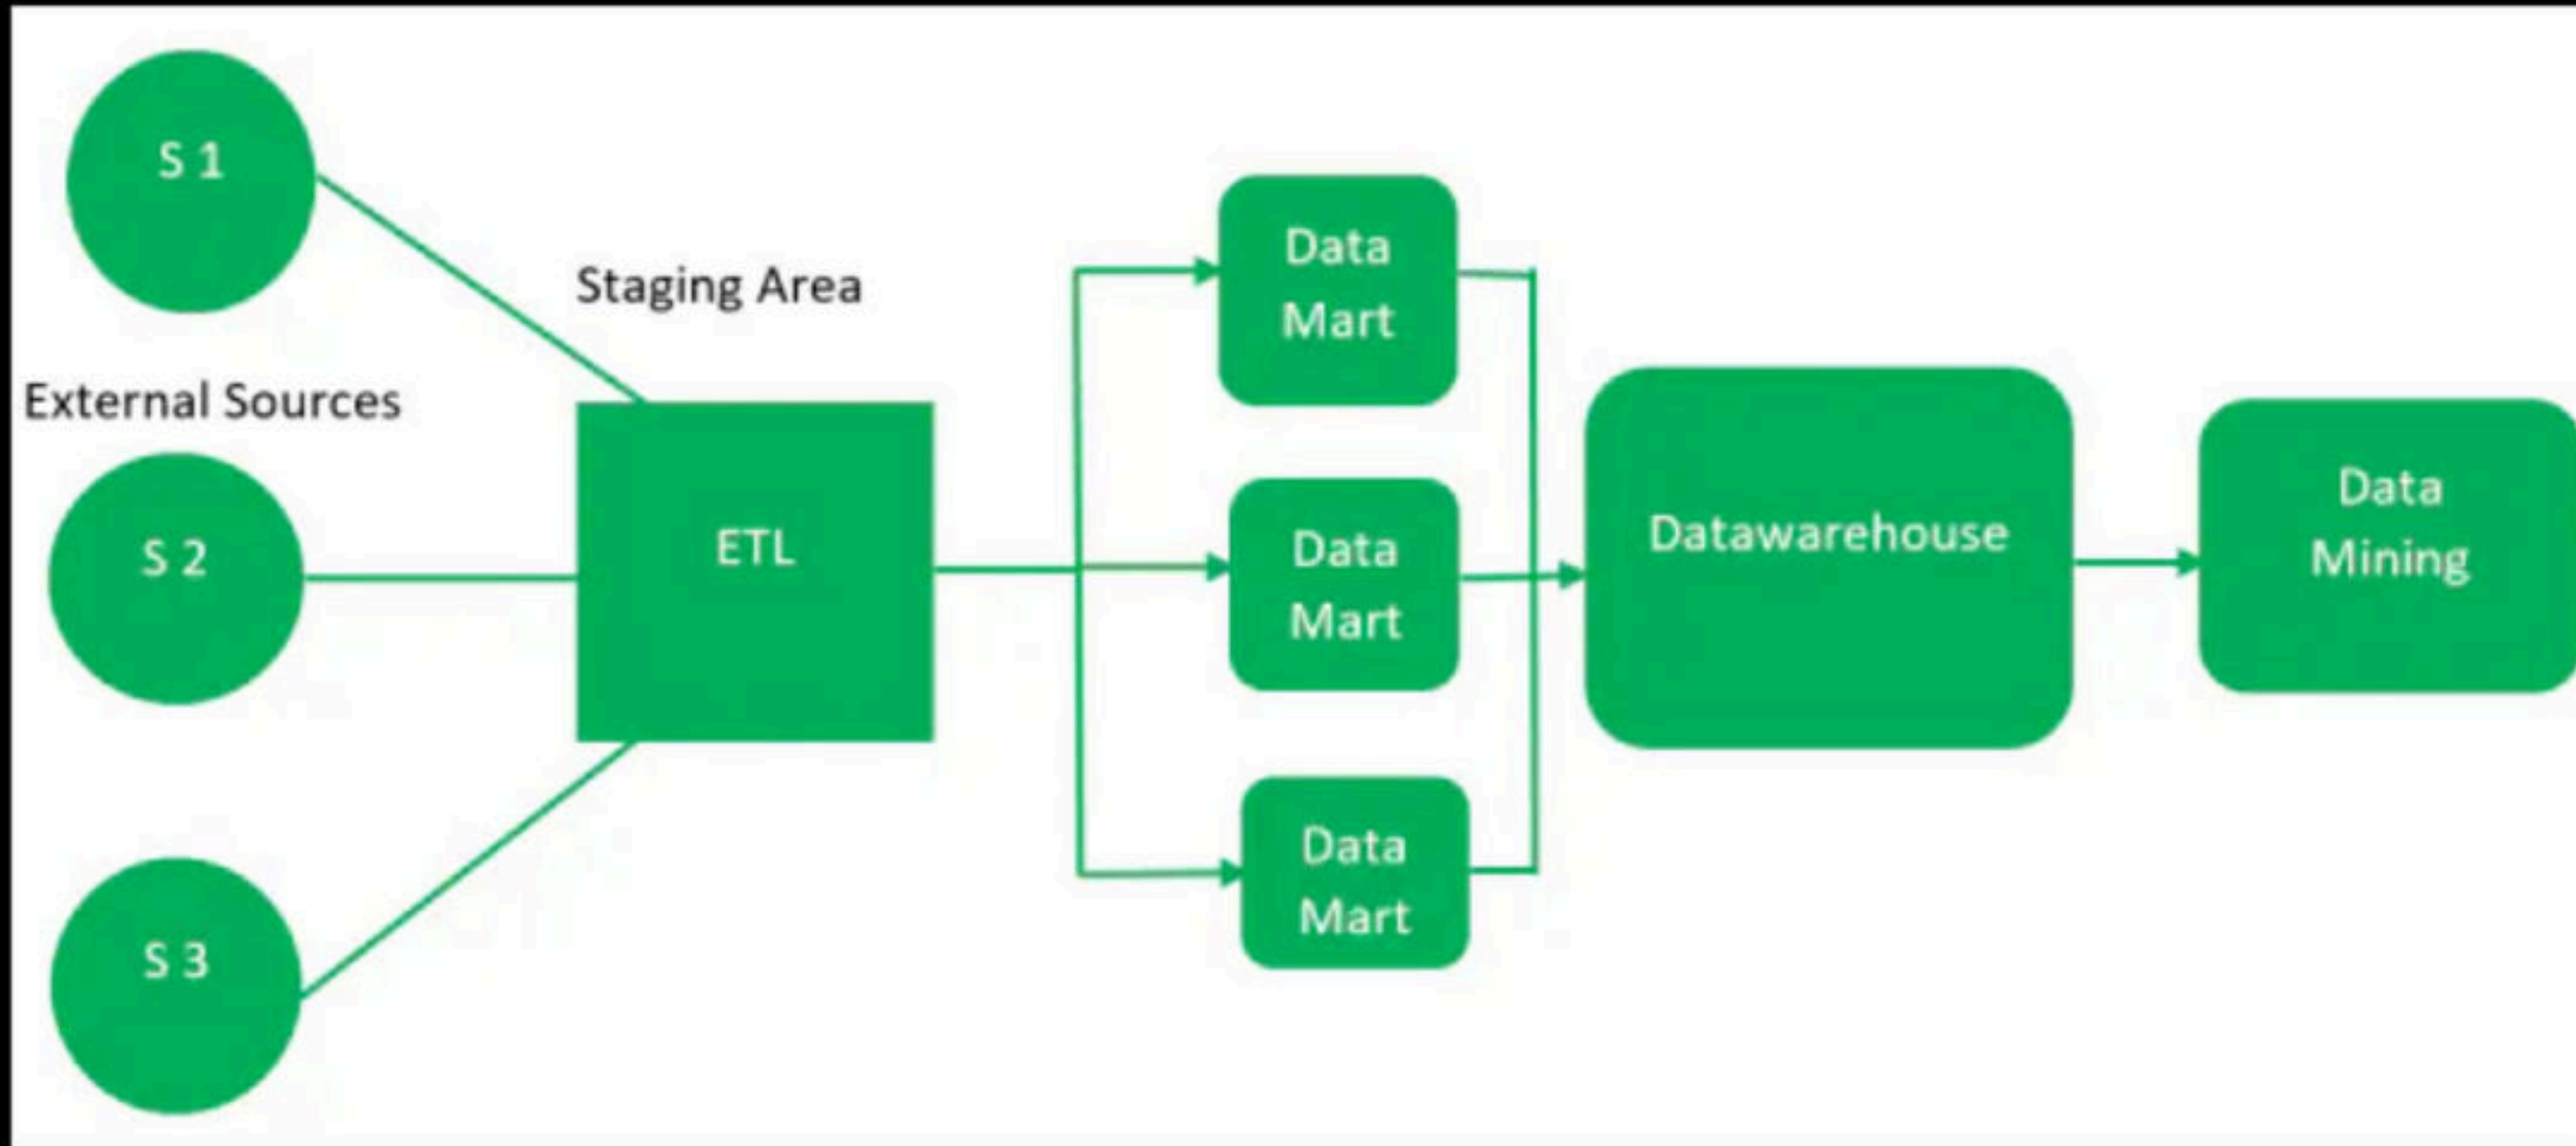 S 1
Staging Area
External Sources
S 2
ETL
S 3
Data
Mart
Data
Mart
Data
Mart
Datawarehouse
Data
Mining